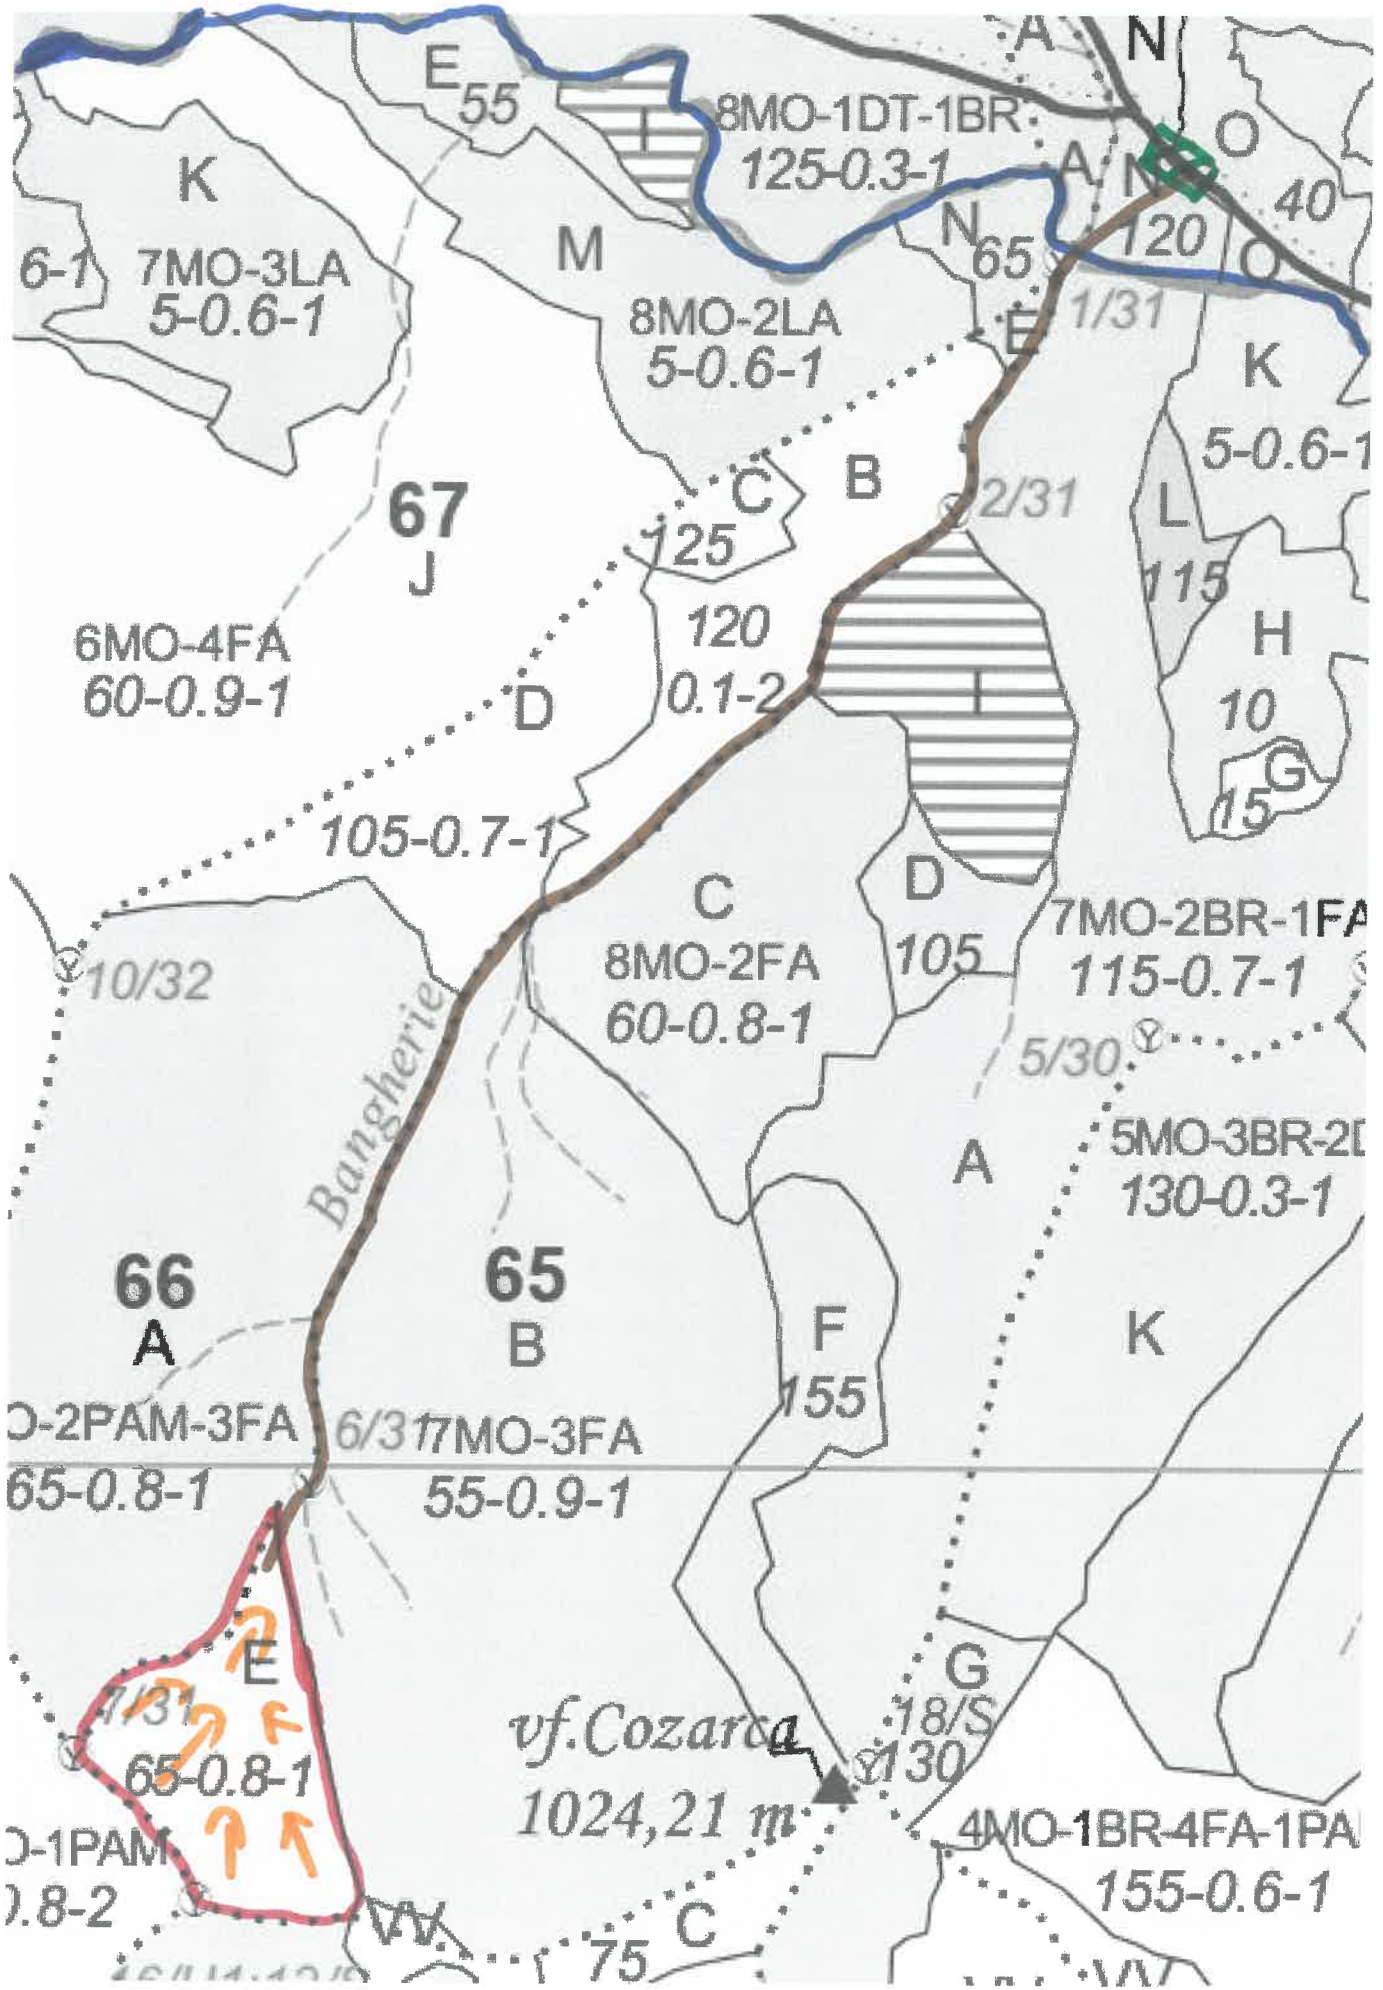 A
N
E
55
8MO-1DT-1BR
125-0.3-1
O
A
N
40
K
N
120
65
O
M
6-1
7MO-3LA
5-0.6-1
8MO-2LA
5-0.6-1
1/31
E
K
5-0.6-1
C
B
2/31
L
67
125
J
115
H
120
6MO-4FA
60-0.9-1
0.1-2
I
D
10
G
15
105-0.7-1
C
D
7MO-2BR-1FA
105
8MO-2FA
115-0.7-1
10/32
60-0.8-1
5/30
Bangherie
A
5MO-3BR-2D
130-0.3-1
66
65
A
B
F
K
155
O-2PAM-3FA
6/31
7MO-3FA
65-0.8-1
55-0.9-1
E
G
7/31
18/S
vf.Cozarca
65-0.8-1
130
1024,21 m
O-1PAM
4MO-1BR-4FA-1PA
0.8-2
155-0.6-1
C
75